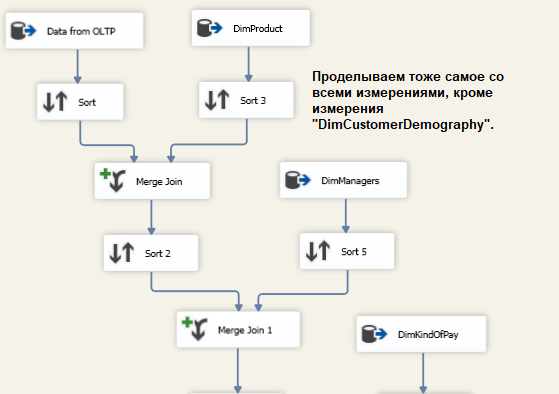 Data from OLTP
DimProduct
Проделываем тоже самое со
всеми измерениями, кроме
измерения
"DimCustomerDemography".
Sort
Sort 3
Merge Join
DimManagers
Sort 2
Sort 5
Merge Join 1
DimKindOfPay